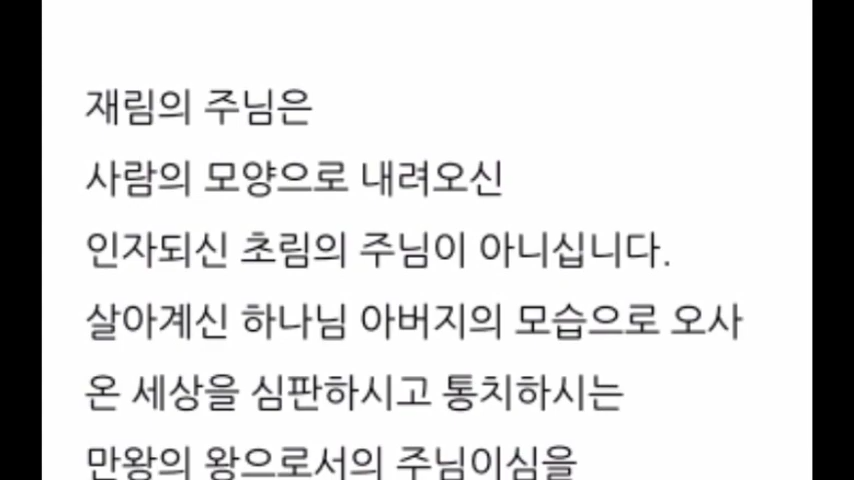 재림의 주님은
사람의 모양으로 내려오신
인자되신 초림의 주님이 아니십니다.
살아계신 하나님 아버지의 모습으로 오사
온 세상을 심판하시고 통치하시는
만왕의 왕으로서의 주님이심을